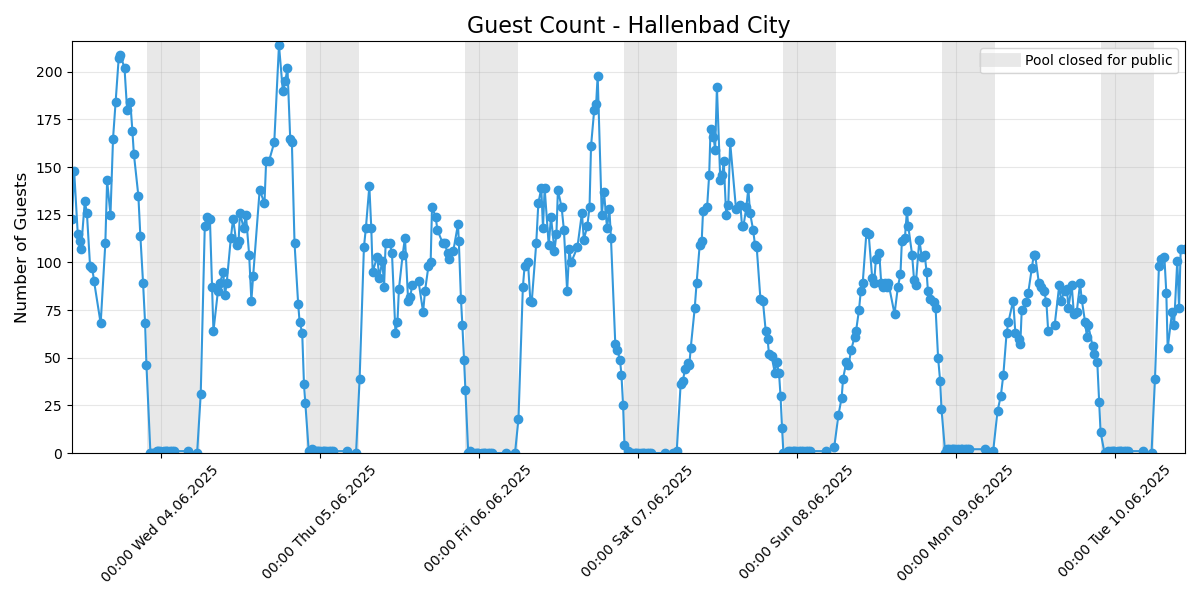 Guest Count - Hallenbad City
Pool closed for public
Number of Guests
200
175
150
125
100
75
50
25
0
00:00 Wed 04.06.2025
00:00 Thu 05.06.2025
00:00 Fri 06.06.2025
00:00 Sat 07.06.2025
00:00 Sun 08.06.2025
00:00 Mon 09.06.2025
00:00 Tue 10.06.2025